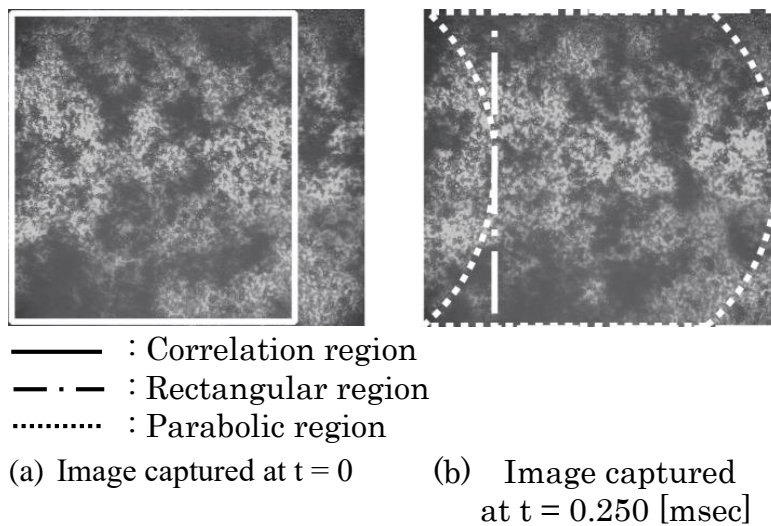 : Correlation region
: Rectangular region
: Parabolic region
(a) Image captured at t = 0
(b) Image captured
at t = 0.250 [msec]